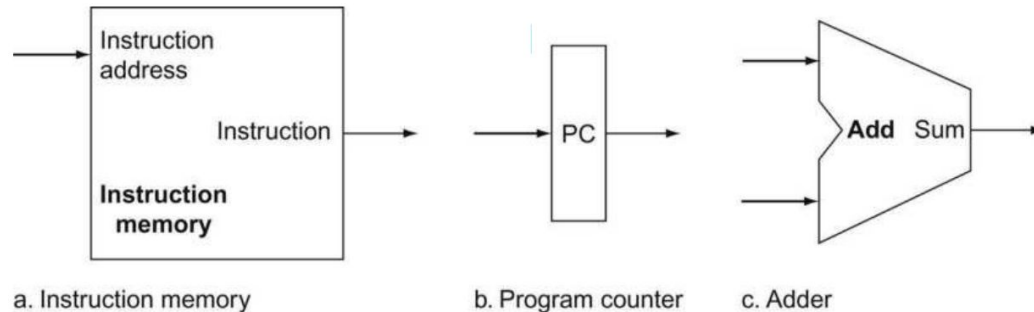 Instruction
address
Instruction
Instruction
memory
PC
Add Sum
a. Instruction memory
b. Program counter
c. Adder